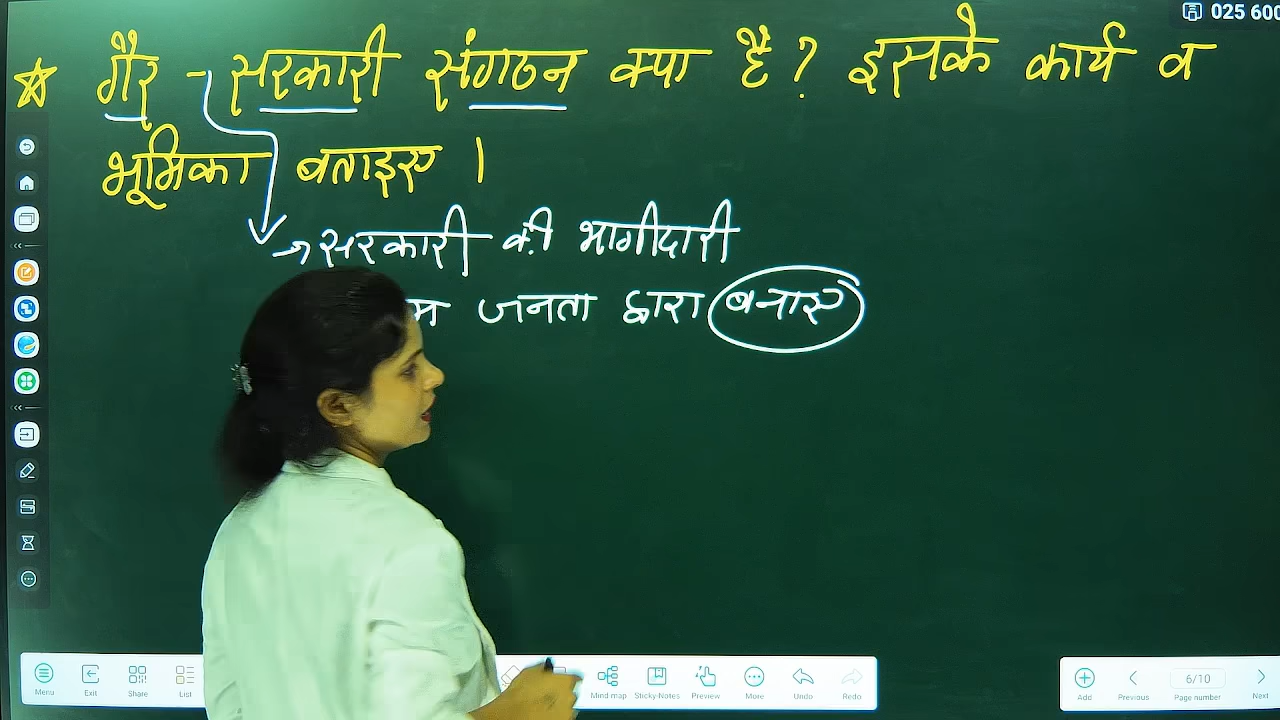 025 600
☆ गैर - सरकारी संगठन क्या है? इसके कार्य व
भूमिका बताइए ।
→ सरकारी की भागीदारी
जनता द्वारा बनाए
Menu Exit Share List Mind map Sticky Notes Preview More Undo Redo
Add Previous 6/10 Page number Next